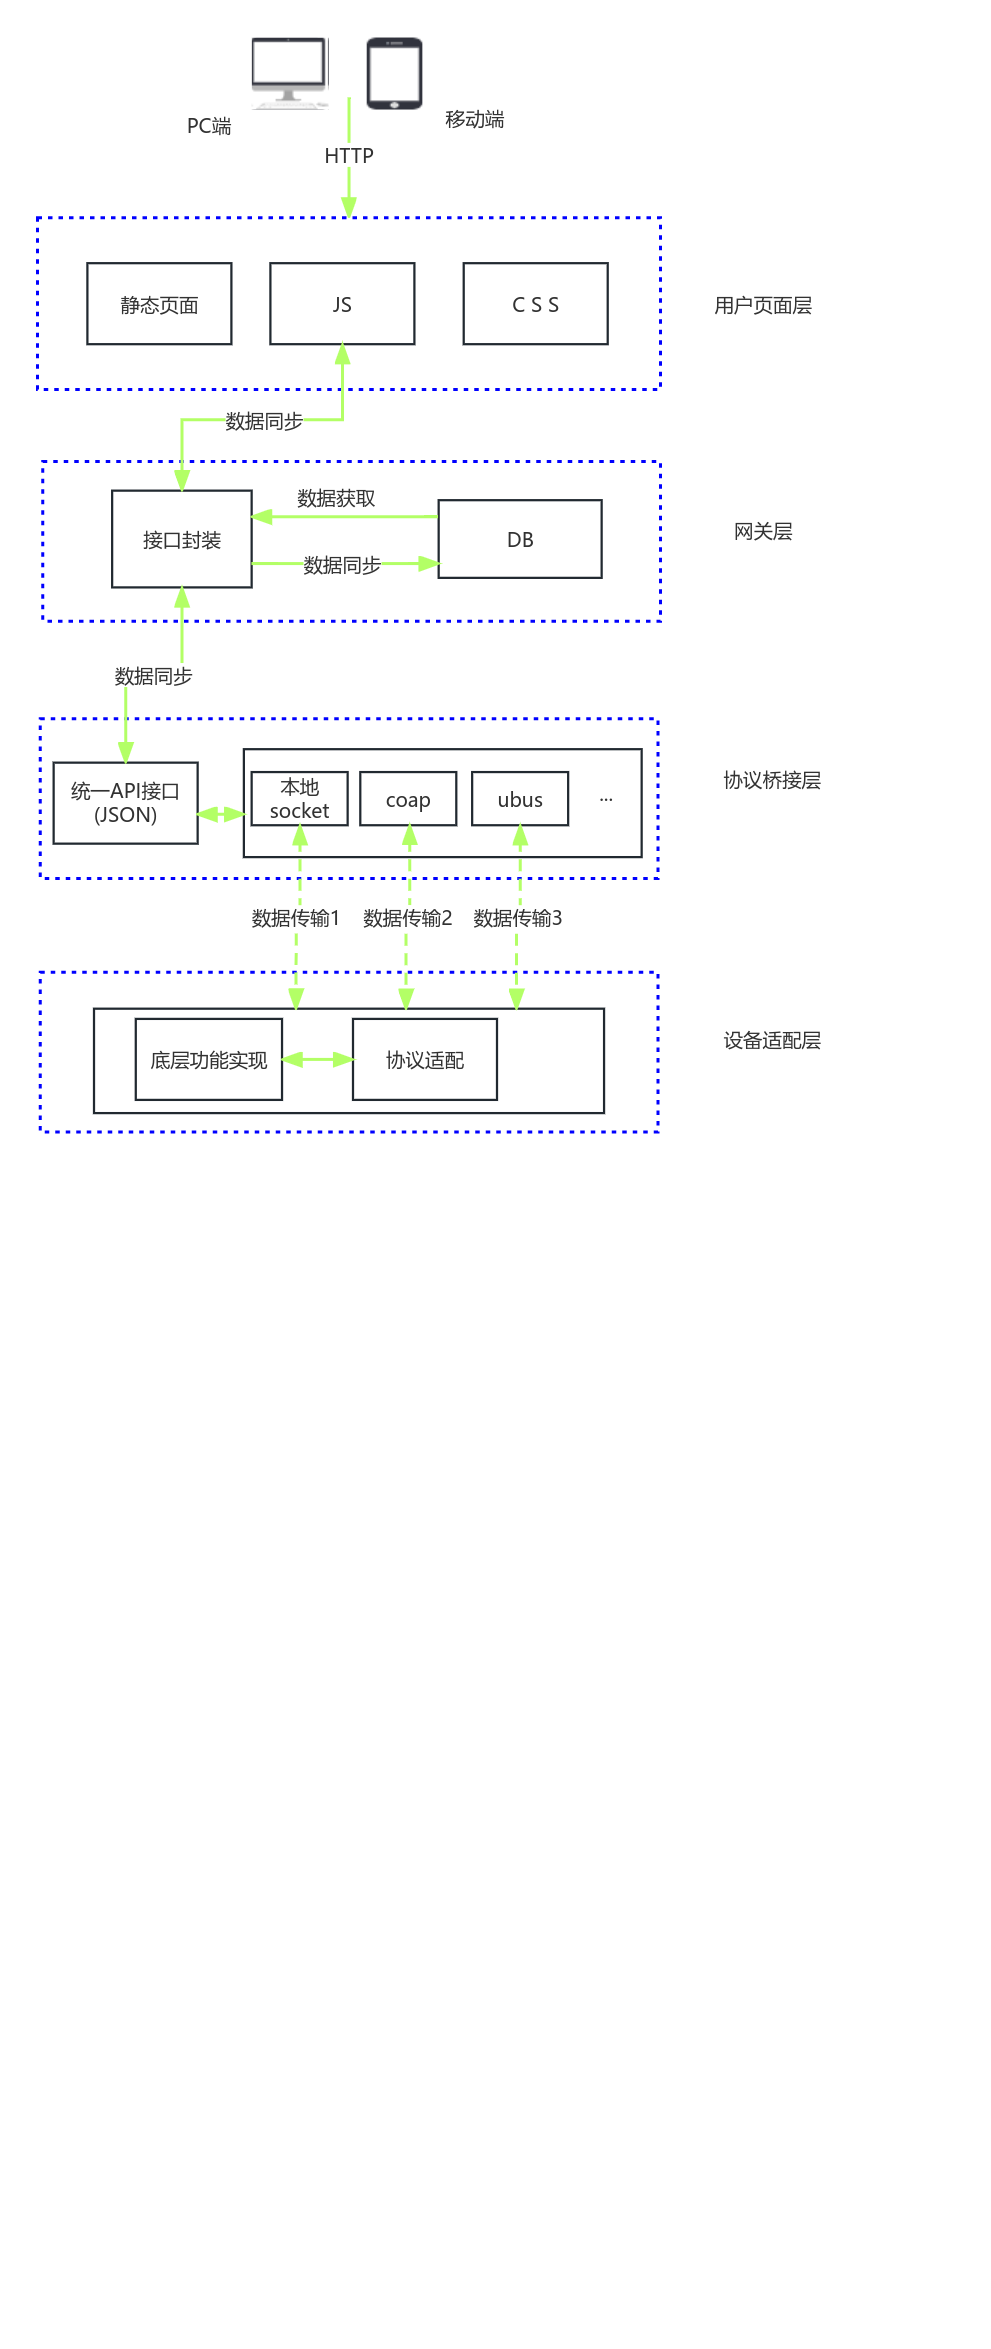 PC端
移动端
HTTP
静态页面
JS
C S S
用户页面层
数据同步
数据获取
接口封装
DB
网关层
数据同步
数据同步
统一API接口
(JSON)
本地
socket
coap
ubus
...
协议桥接层
数据传输1
数据传输2
数据传输3
底层功能实现
协议适配
设备适配层